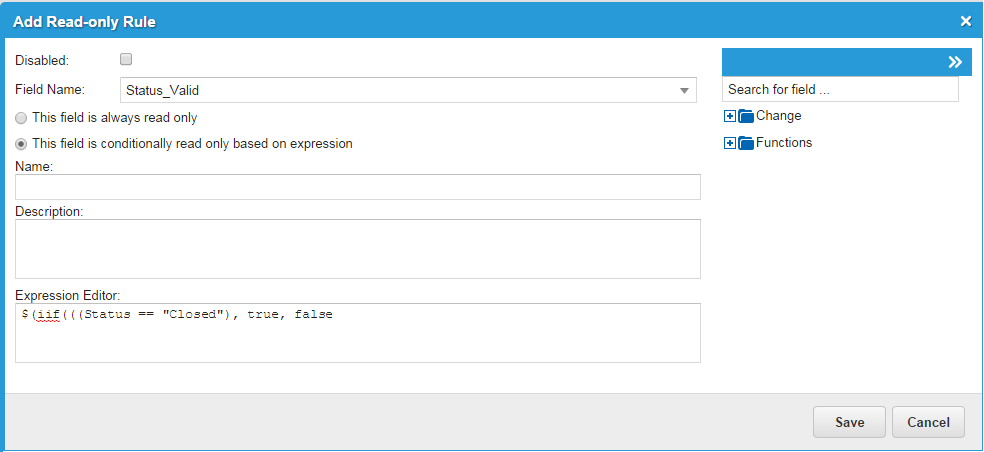 Add Read-only Rule
Disabled:
Field Name: Status_Valid
This field is always read only
This field is conditionally read only based on expression
Name:
Description:
Expression Editor:
$(iif(((Status == "Closed"), true, false
Search for field ...
Change
Functions
Save Cancel